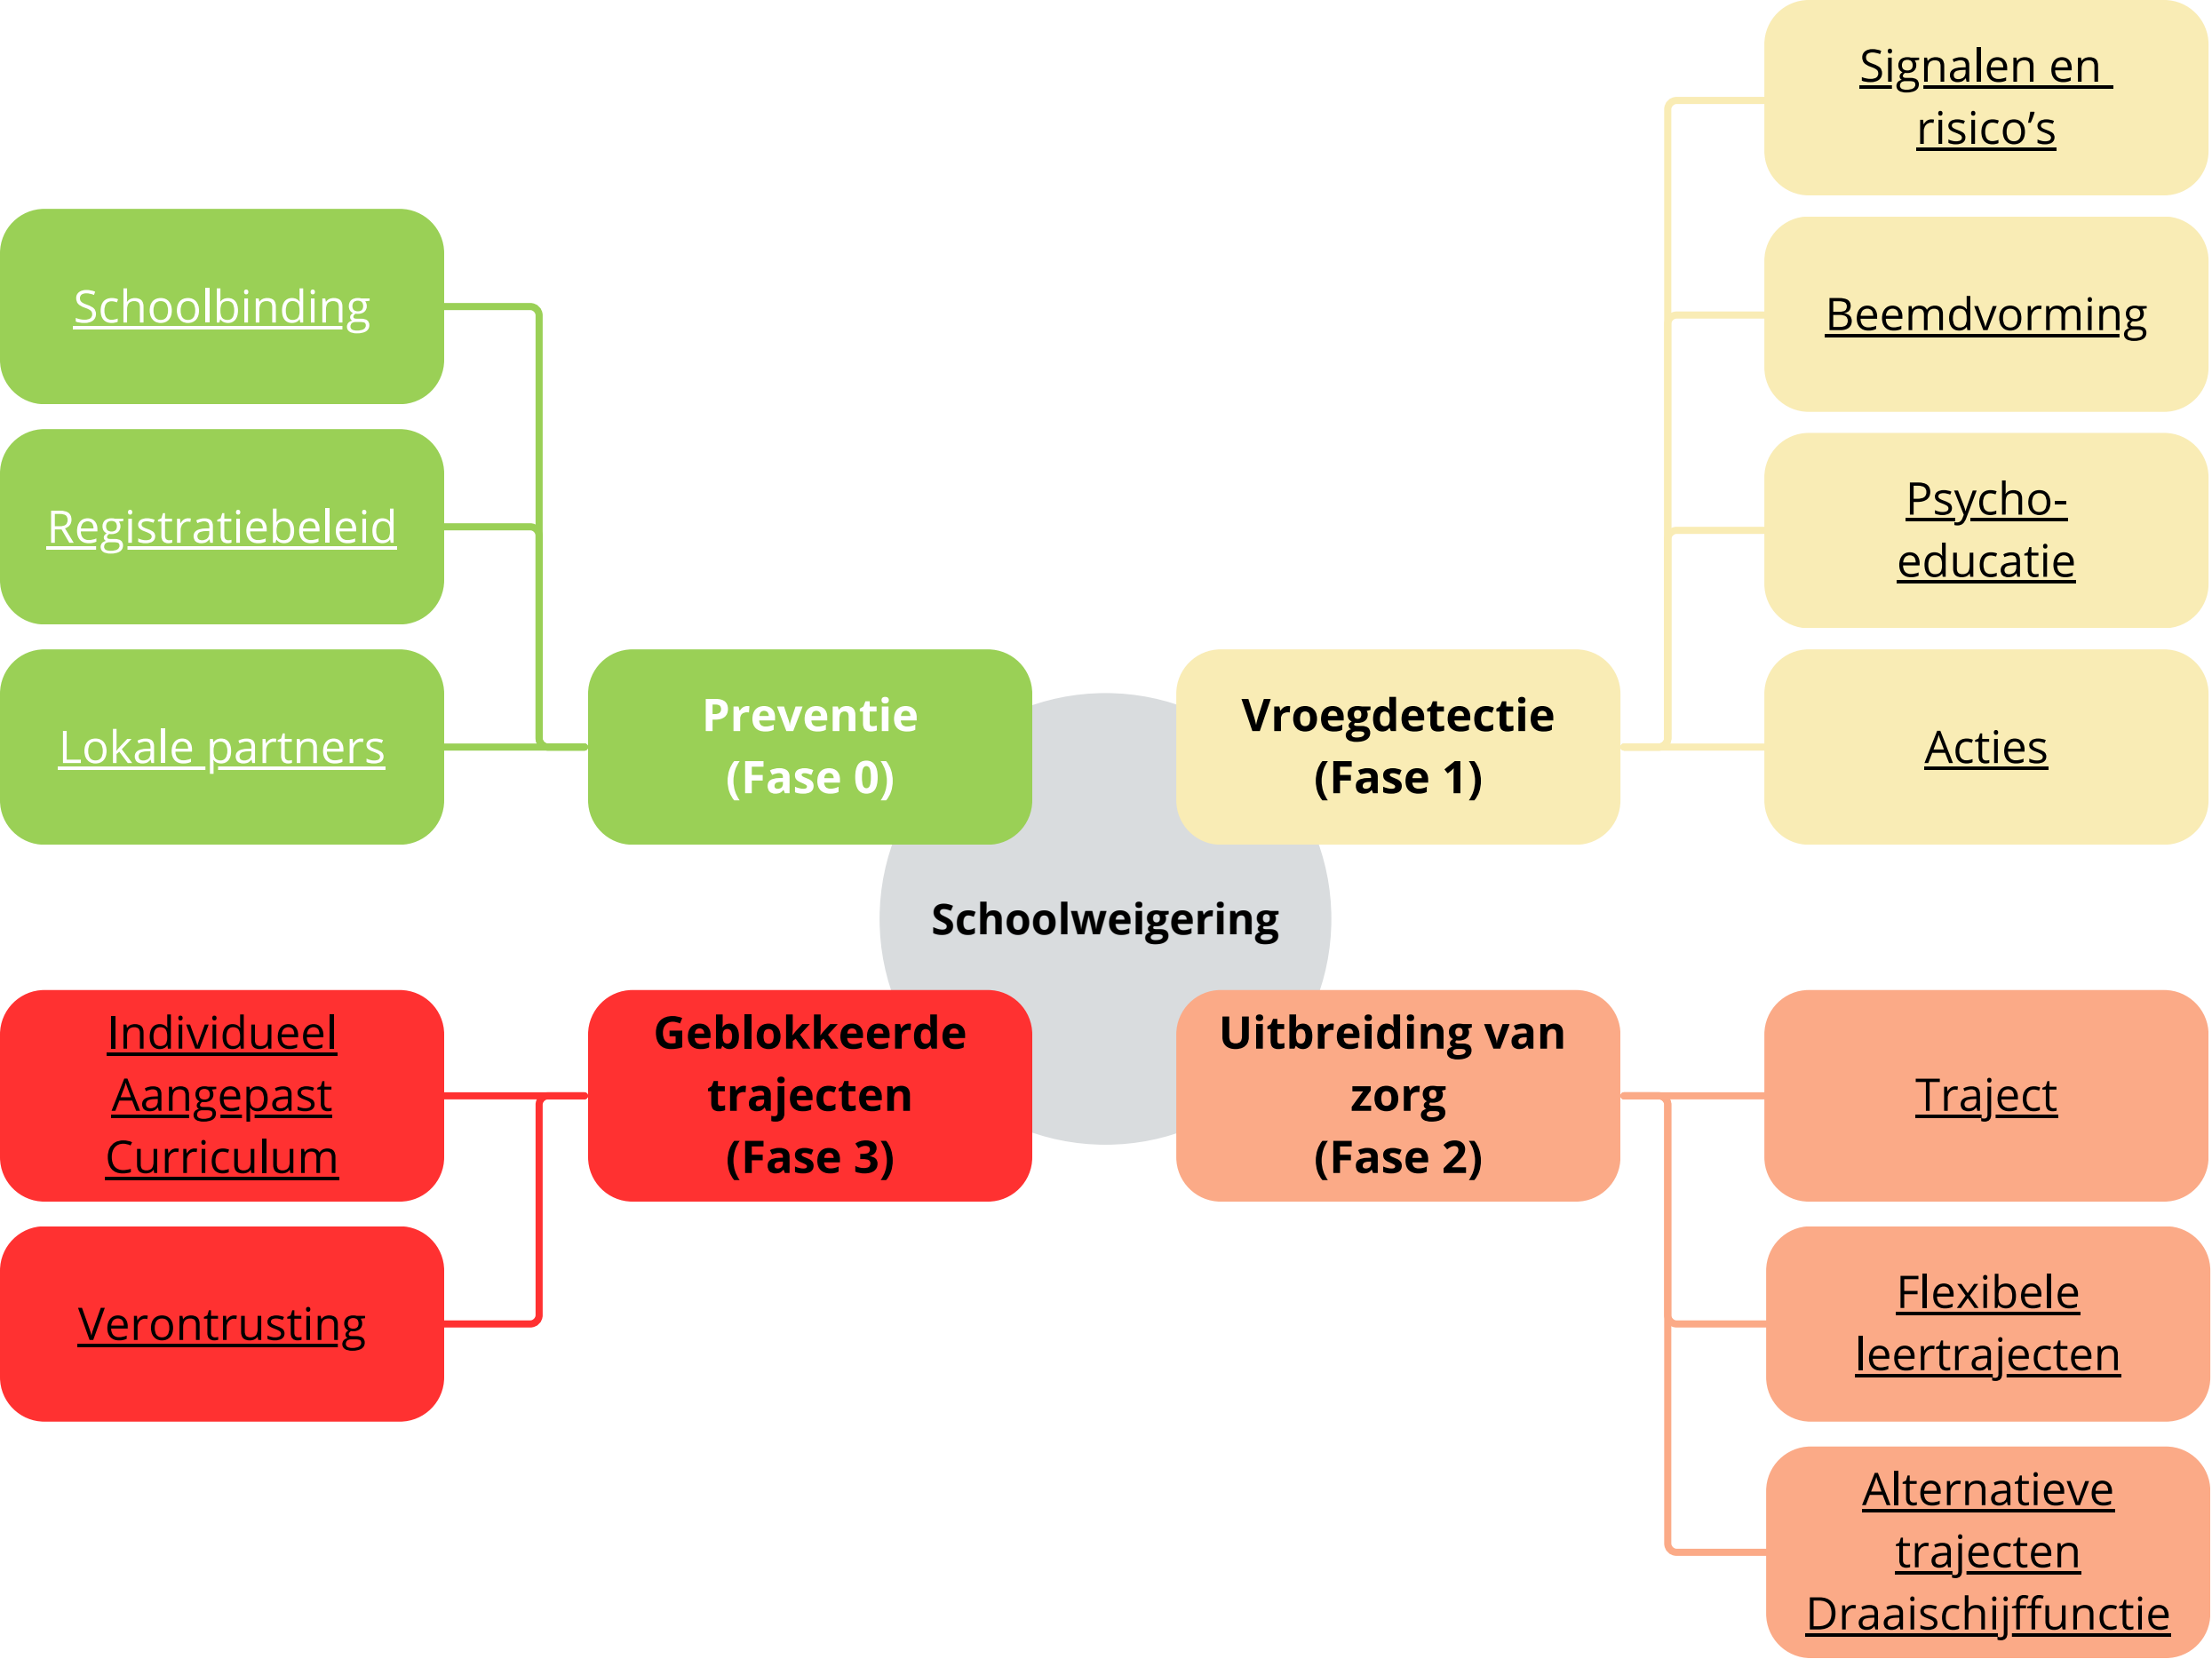 Signalen en
risico’s
Schoolbinding
Beemdvorming
Registratiebeleid
Psycho-
educatie
Lokale partners
Preventie
(Fase 0)
Vroegdetectie
(Fase 1)
Acties
Schoolweigering
Individueel
Aangepast
Curriculum
Geblokkeerde
trajecten
(Fase 3)
Uitbreiding van
zorg
(Fase 2)
Traject
Verontrusting
Flexibele
leertrajecten
Alternatieve
trajecten
Draaischijffunctie